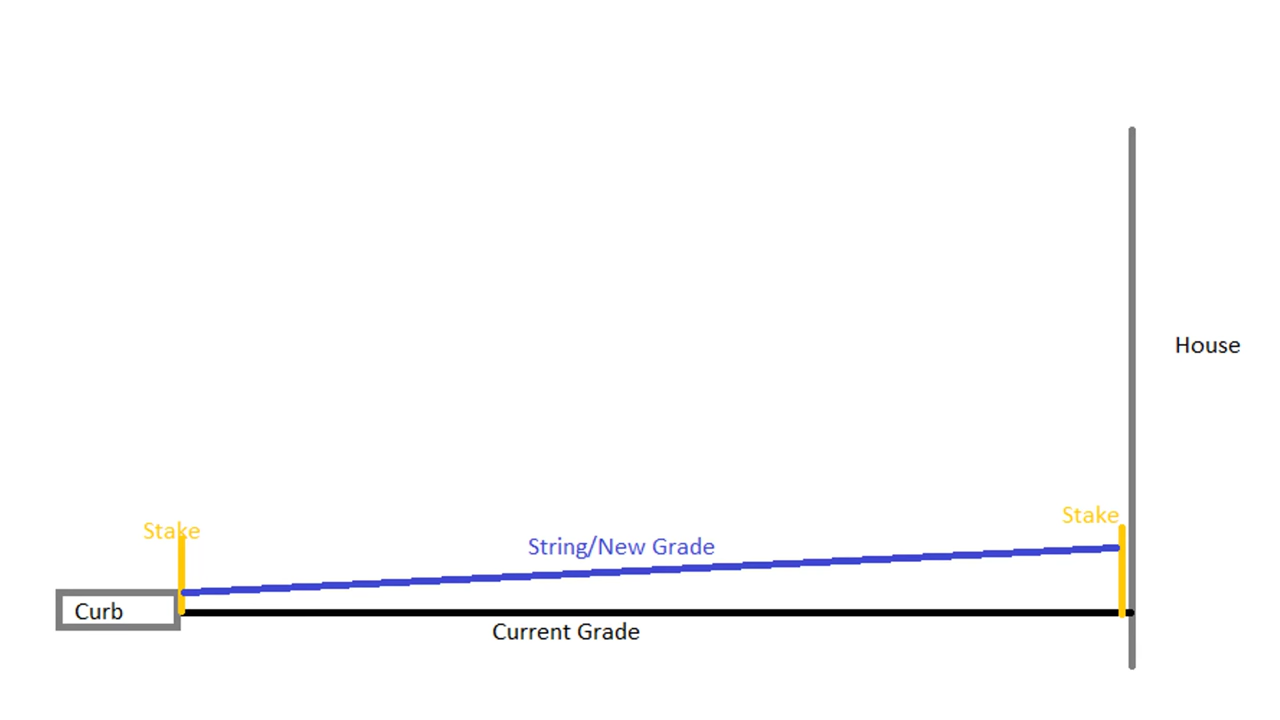 House
Stake
Stake
String/New Grade
Curb
Current Grade